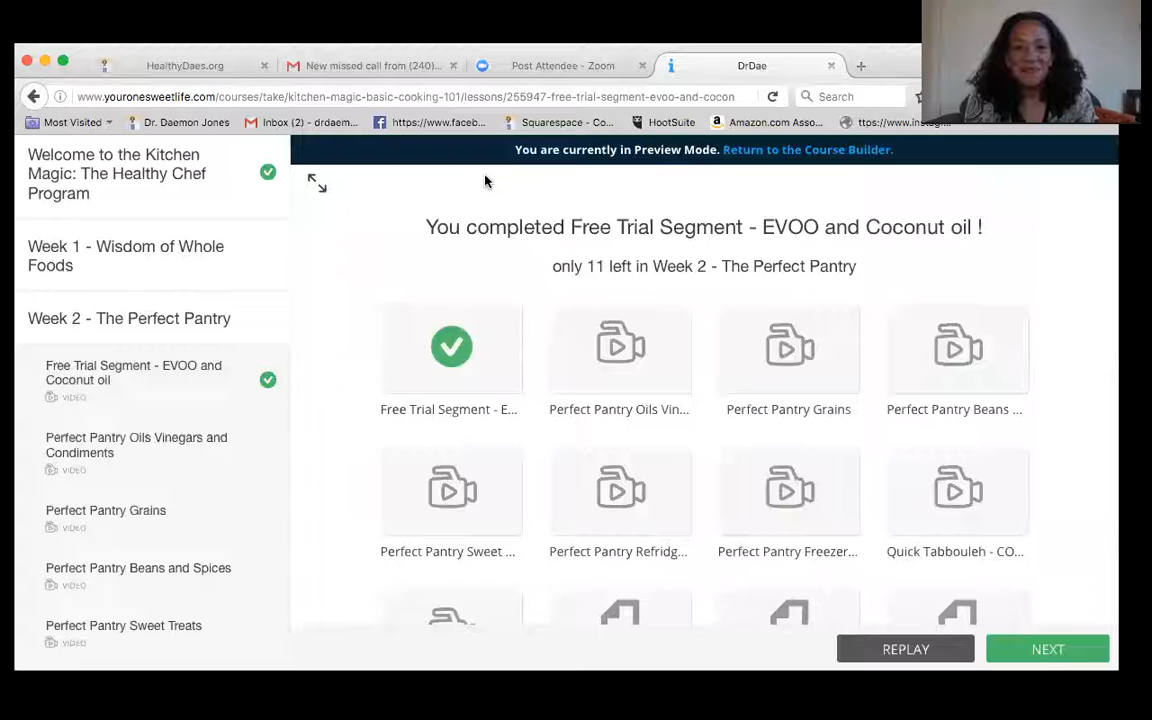 HealthyDaes.org
New missed call from (240)...
Post Attendee - Zoom
DrDae
www.youronesweetlife.com/courses/take/kitchen-magic-basic-cooking-101/lessons/255947-free-trial-segment-evoo-and-cocon
Search
Most Visited
Dr. Daemon Jones
Inbox (2) - drdaem...
https://www.faceb...
Squarespace - Co...
HootSuite
Amazon.com Asso...
ttps://www.instagr...
You are currently in Preview Mode. Return to the Course Builder.
Welcome to the Kitchen
Magic: The Healthy Chef
Program
Week 1 - Wisdom of Whole
Foods
Week 2 - The Perfect Pantry
Free Trial Segment - EVOO and
Coconut oil
VIDEO
Perfect Pantry Oils Vinegars and
Condiments
VIDEO
Perfect Pantry Grains
VIDEO
Perfect Pantry Beans and Spices
VIDEO
Perfect Pantry Sweet Treats
VIDEO
You completed Free Trial Segment - EVOO and Coconut oil !
only 11 left in Week 2 - The Perfect Pantry
Free Trial Segment - E...
Perfect Pantry Oils Vin...
Perfect Pantry Grains
Perfect Pantry Beans ...
Perfect Pantry Sweet ...
Perfect Pantry Refridg...
Perfect Pantry Freezer...
Quick Tabbouleh - CO...
REPLAY
NEXT